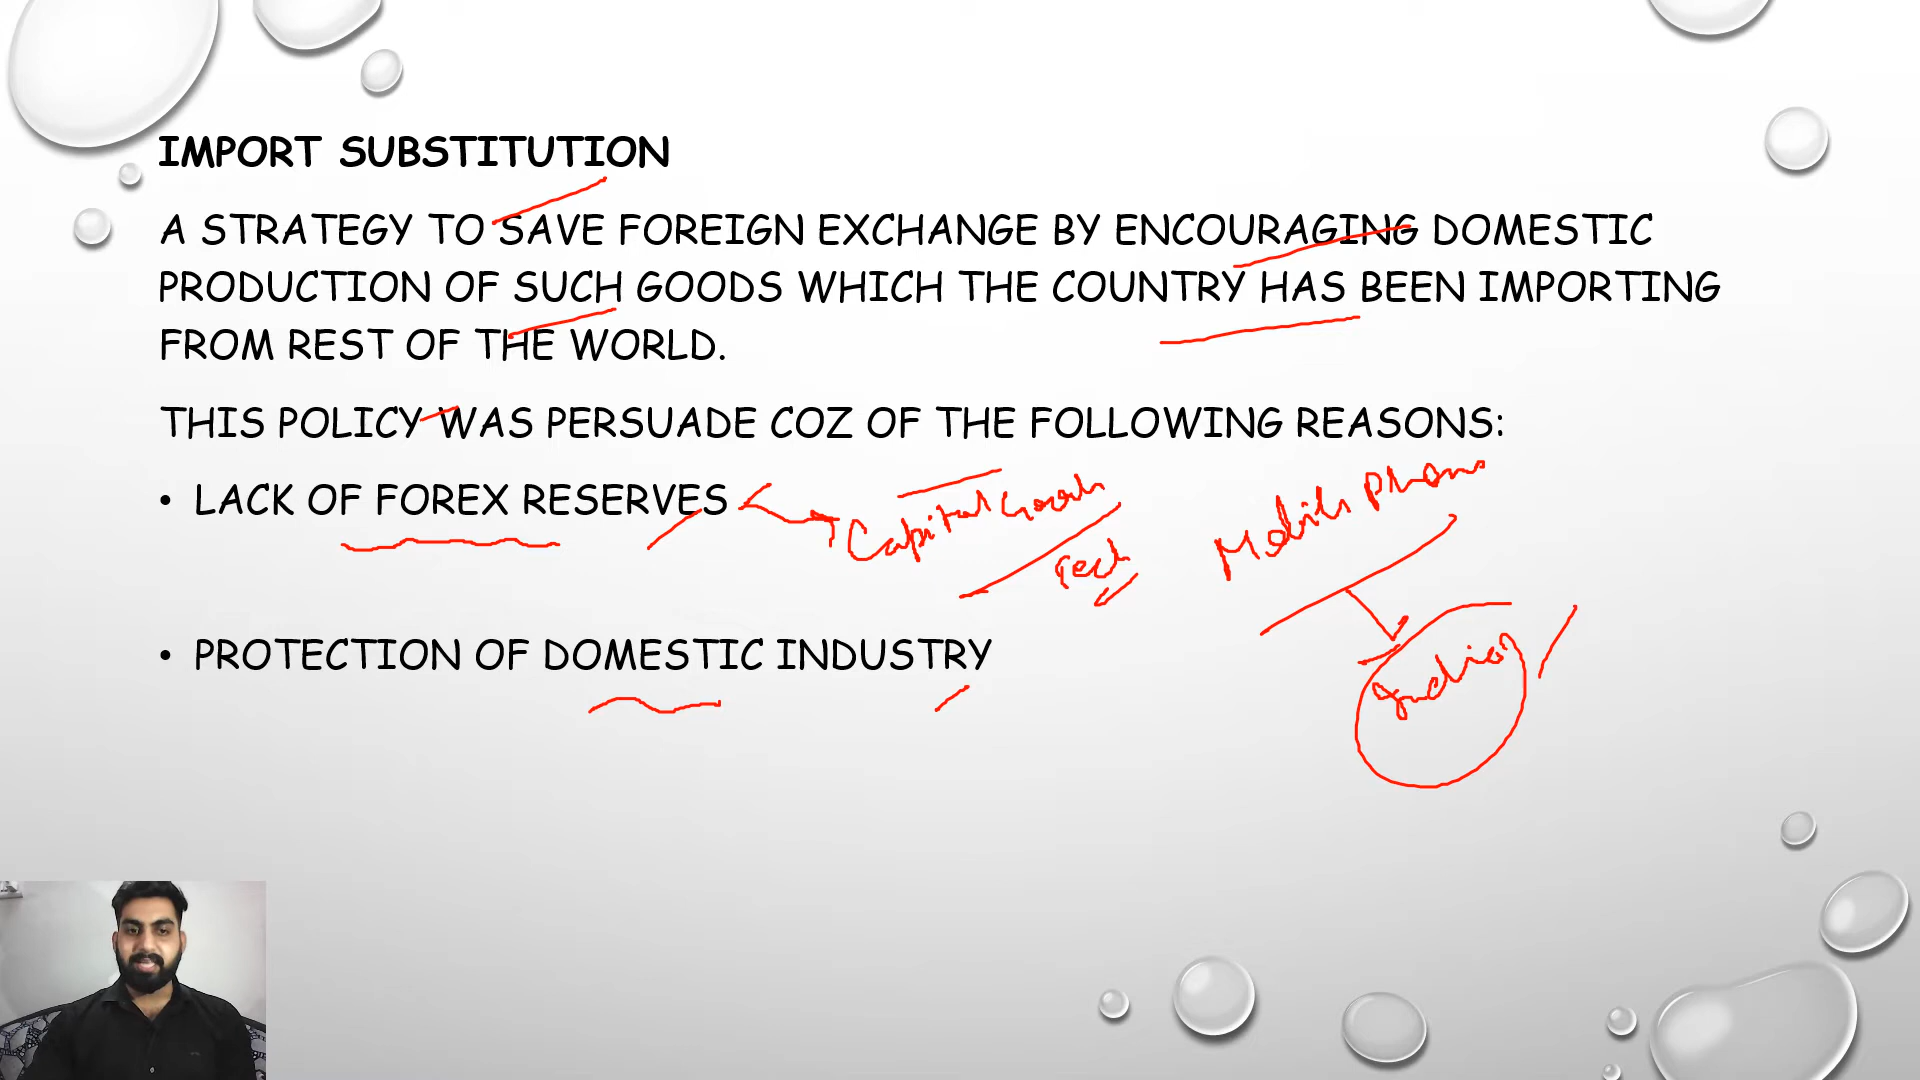 IMPORT SUBSTITUTION
A STRATEGY TO SAVE FOREIGN EXCHANGE BY ENCOURAGING DOMESTIC
PRODUCTION OF SUCH GOODS WHICH THE COUNTRY HAS BEEN IMPORTING
FROM REST OF THE WORLD.
THIS POLICY WAS PERSUADE COZ OF THE FOLLOWING REASONS:
• LACK OF FOREX RESERVES
Capital Goods
Tech
Mobile Phone
• PROTECTION OF DOMESTIC INDUSTRY
Indian